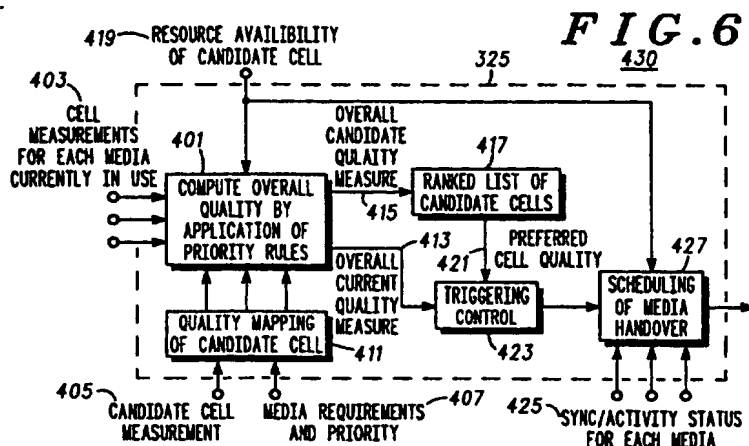 FIG.6
430
419 RESOURCE AVAILIBILITY
OF CANDIDATE CELL
325
403
CELL
MEASUREMENTS
FOR EACH MEDIA
CURRENTLY IN USE
401
COMPUTE OVERALL
QUALITY BY
APPLICATION OF
PRIORITY RULES
OVERALL
CANDIDATE
QULAITY
MEASURE
415
417
RANKED LIST OF
CANDIDATE CELLS
413
OVERALL
CURRENT
QUALITY
MEASURE
421
PREFERRED
CELL QUALITY
TRIGGERING
CONTROL
423
427
SCHEDULING
OF MEDIA
HANDOVER
QUALITY MAPPING
OF CANDIDATE CELL
411
405
CANDIDATE CELL
MEASUREMENT
MEDIA REQUIREMENTS
AND PRIORITY
407
425
SYNC/ACTIVITY STATUS
FOR EACH MEDIA